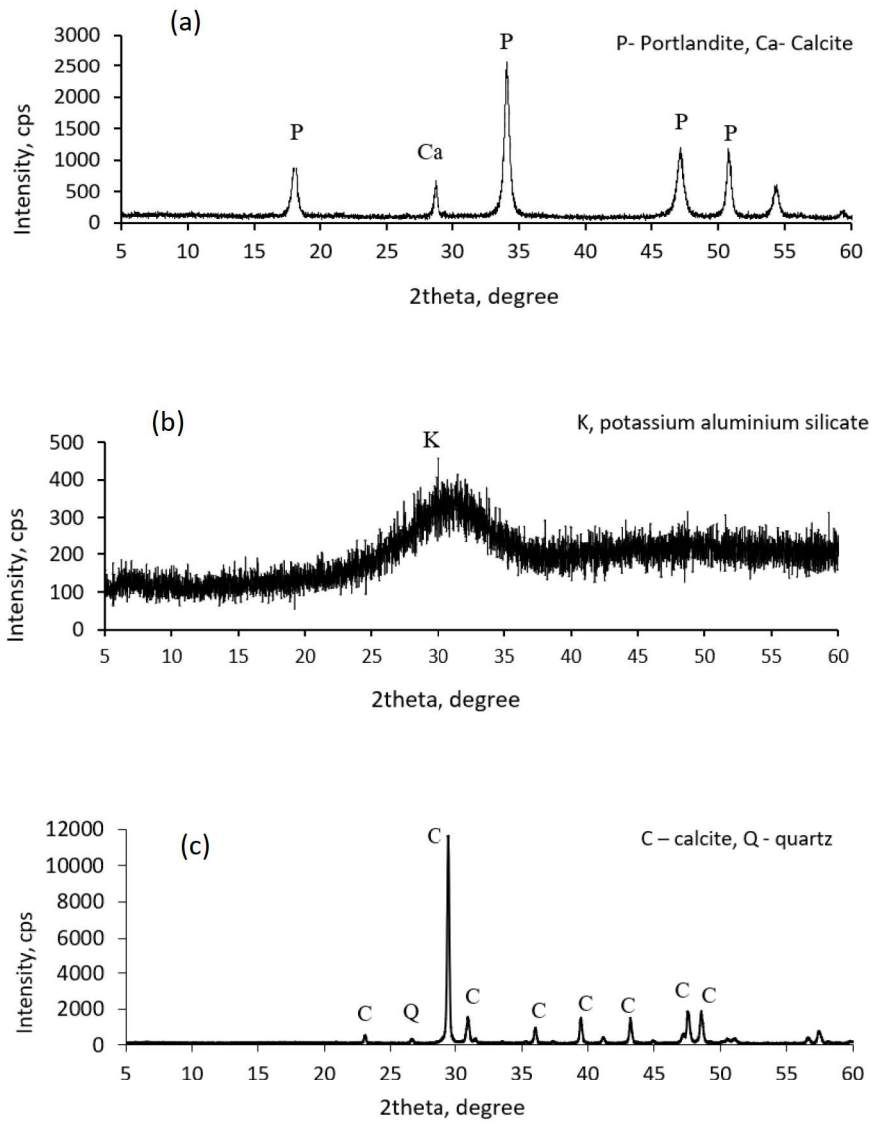 (a)
P- Portlandite, Ca- Calcite
Intensity, cps
3000
2500
2000
1500
1000
500
0
P
Ca
P
P
P
5 10 15 20 25 30 35 40 45 50 55 60
2theta, degree
(b)
K, potassium aluminium silicate
Intensity, cps
500
400
300
200
100
0
K
5 10 15 20 25 30 35 40 45 50 55 60
2theta, degree
(c)
C – calcite, Q - quartz
Intensity, cps
12000
10000
8000
6000
4000
2000
0
C
Q
C
C
C
C
C
C
C
5 10 15 20 25 30 35 40 45 50 55 60
2theta, degree